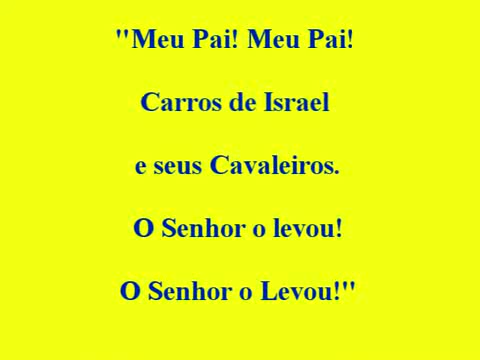 "Meu Pai! Meu Pai!
Carros de Israel
e seus Cavaleiros.
O Senhor o levou!
O Senhor o Levou!"